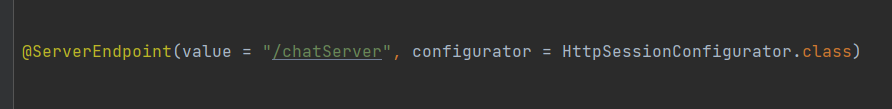 @ServerEndpoint(value = "/chatServer", configurator = HttpSessionConfigurator.class)